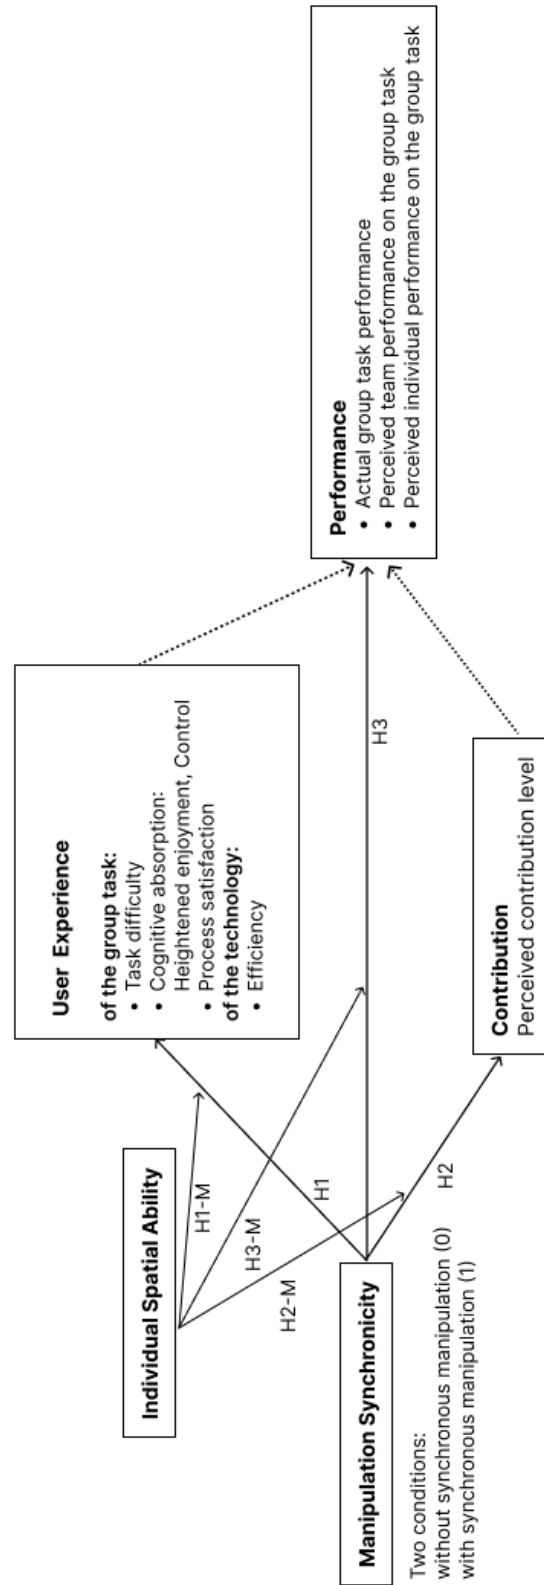 Individual Spatial Ability
Manipulation Synchronicity
Two conditions:
without synchronous manipulation (0)
with synchronous manipulation (1)
H1-M
H3-M
H2-M
H1
H2
H3
User Experience
of the group task:
• Task difficulty
• Cognitive absorption:
Heightened enjoyment, Control
• Process satisfaction
of the technology:
• Efficiency
Contribution
Perceived contribution level
Performance
• Actual group task performance
• Perceived team performance on the group task
• Perceived individual performance on the group task